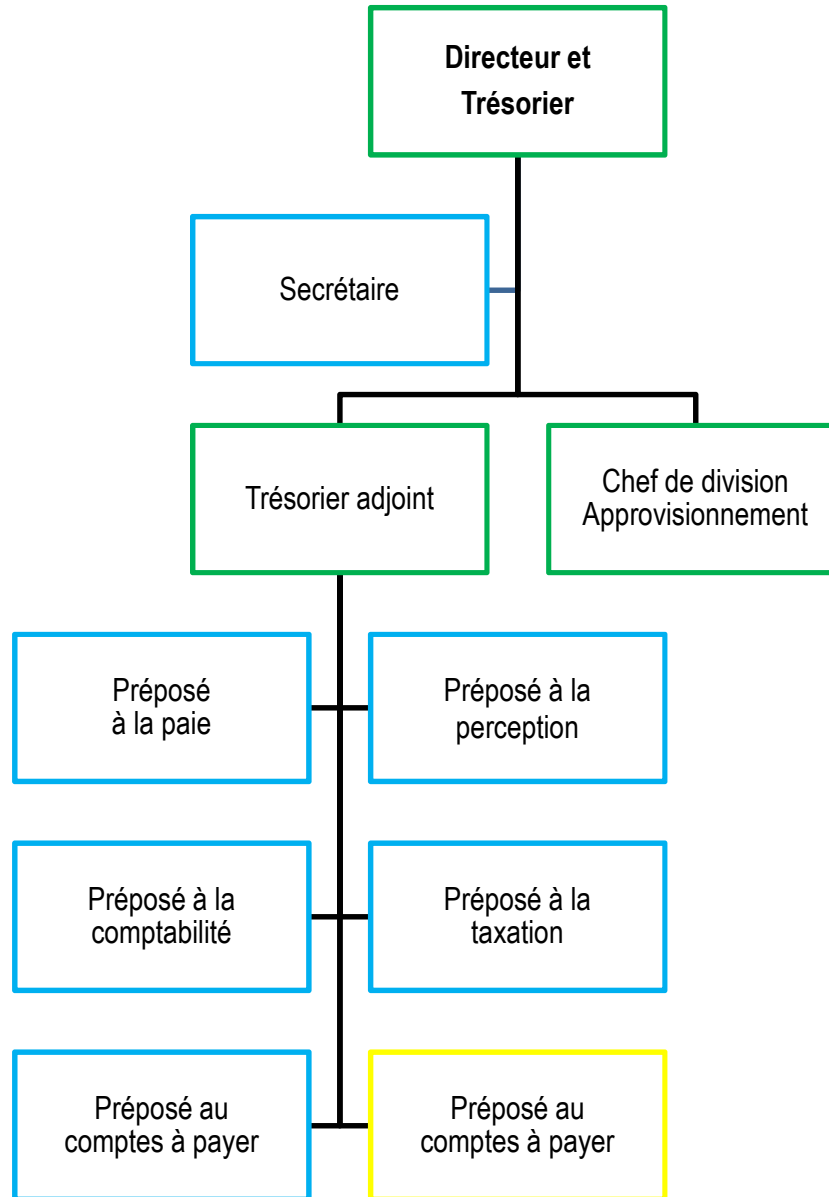 Directeur et
Trésorier
Secrétaire
Trésorier adjoint
Chef de division
Approvisionnement
Préposé
à la paie
Préposé à la
perception
Préposé à la
comptabilité
Préposé à la
taxation
Préposé au
comptes à payer
Préposé au
comptes à payer